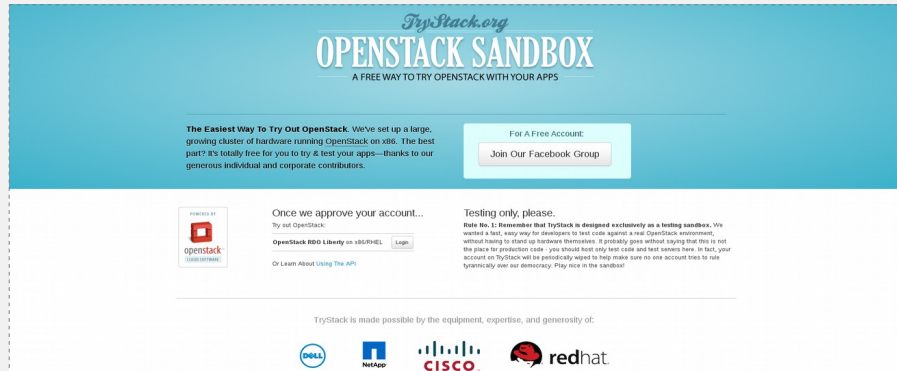 TryStack.org
OPENSTACK SANDBOX
A FREE WAY TO TRY OPENSTACK WITH YOUR APPS
The Easiest Way To Try Out OpenStack. We've set up a large,
growing cluster of hardware running OpenStack on x86. The best
part? It's totally free for you to try & test your apps—thanks to our
generous individual and corporate contributors.
For A Free Account:
Join Our Facebook Group
POWERED BY
openstack
CLOUD SOFTWARE
Once we approve your account...
Try out OpenStack:
OpenStack RDO Liberty on x86/RHEL
Login
Or Learn About Using The API
Testing only, please.
Rule No. 1: Remember that TryStack is designed exclusively as a testing sandbox. We
wanted a fast, easy way for developers to test code against a real OpenStack environment,
without having to stand up hardware themselves. It probably goes without saying that this is not
the place for production code - you should host only test code and test servers here. In fact, your
account on TryStack will be periodically wiped to help make sure no one account tries to rule
tyrannically over our democracy. Play nice in the sandbox!
TryStack is made possible by the equipment, expertise, and generosity of:
DELL
NetApp
CISCO
redhat.